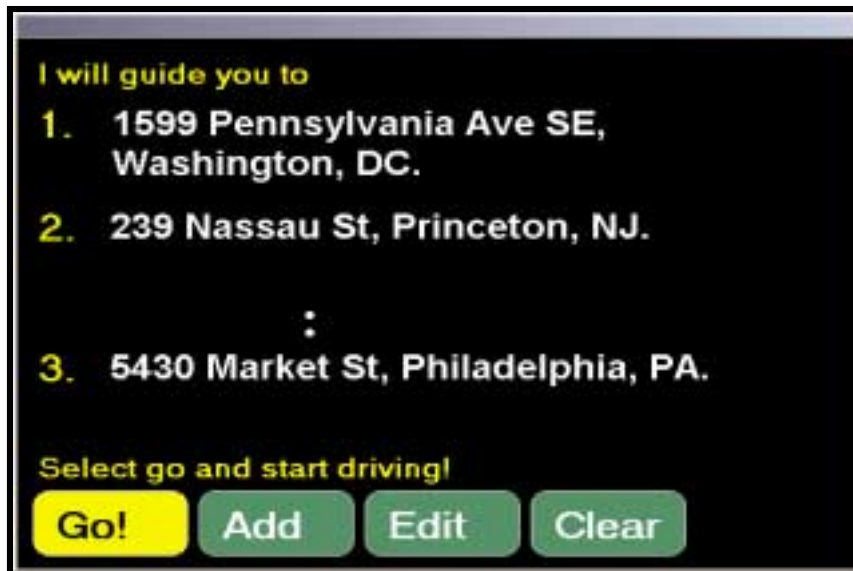 I will guide you to
1. 1599 Pennsylvania Ave SE,
Washington, DC.
2. 239 Nassau St, Princeton, NJ.
:
3. 5430 Market St, Philadelphia, PA.
Select go and start driving!
Go! Add Edit Clear